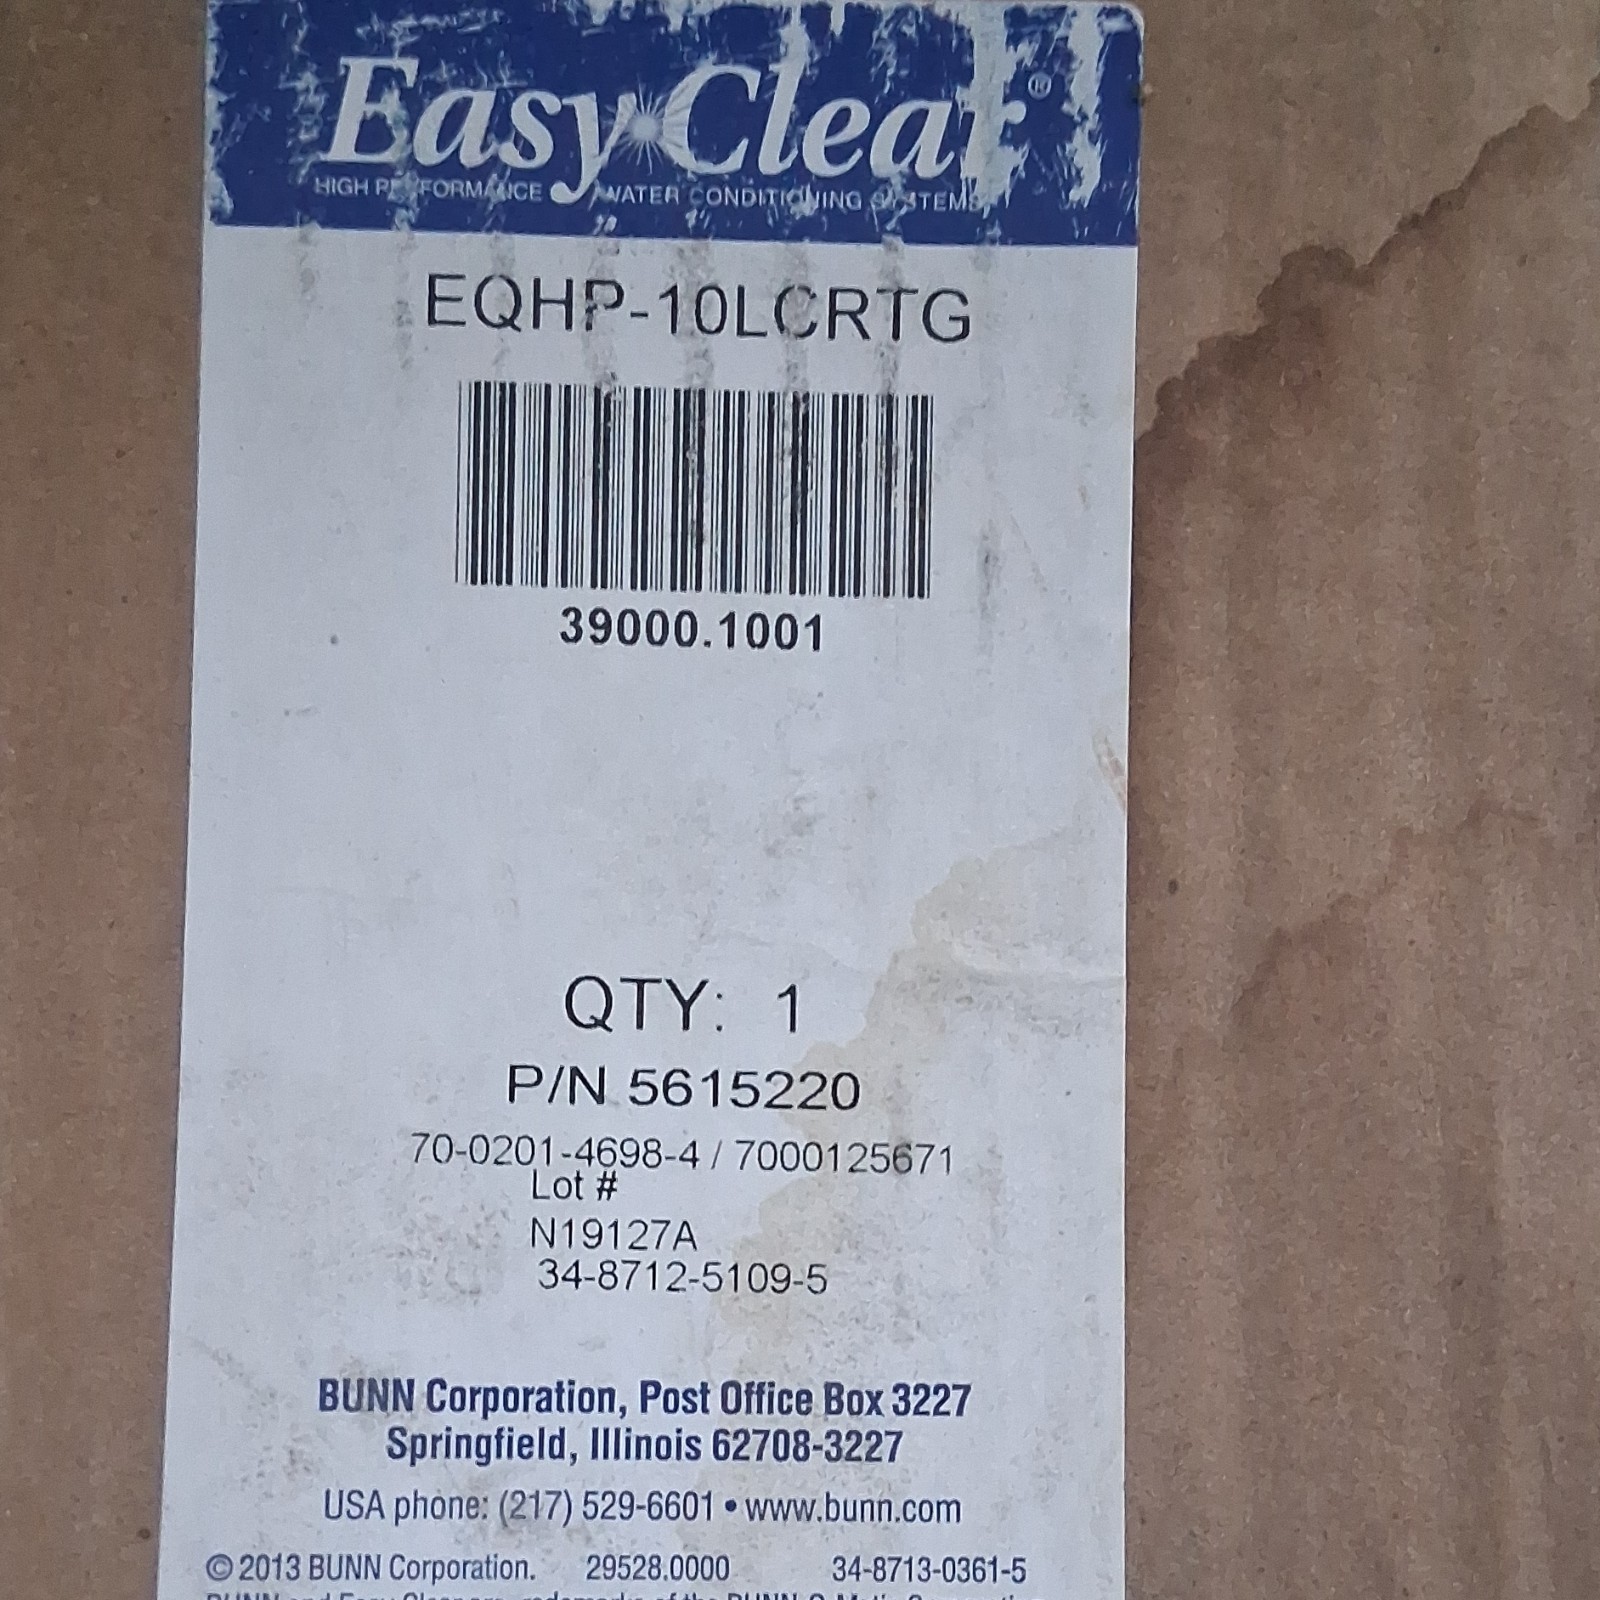 Easy Clear®
HIGH PERFORMANCE WATER CONDITIONING SYSTEMS
EQHP-10LCRTG
39000.1001
QTY: 1
P/N 5615220
70-0201-4698-4 / 7000125671
Lot #
N19127A
34-8712-5109-5
BUNN Corporation, Post Office Box 3227
Springfield, Illinois 62708-3227
USA phone: (217) 529-6601 • www.bunn.com
© 2013 BUNN Corporation. 29528.0000 34-8713-0361-5